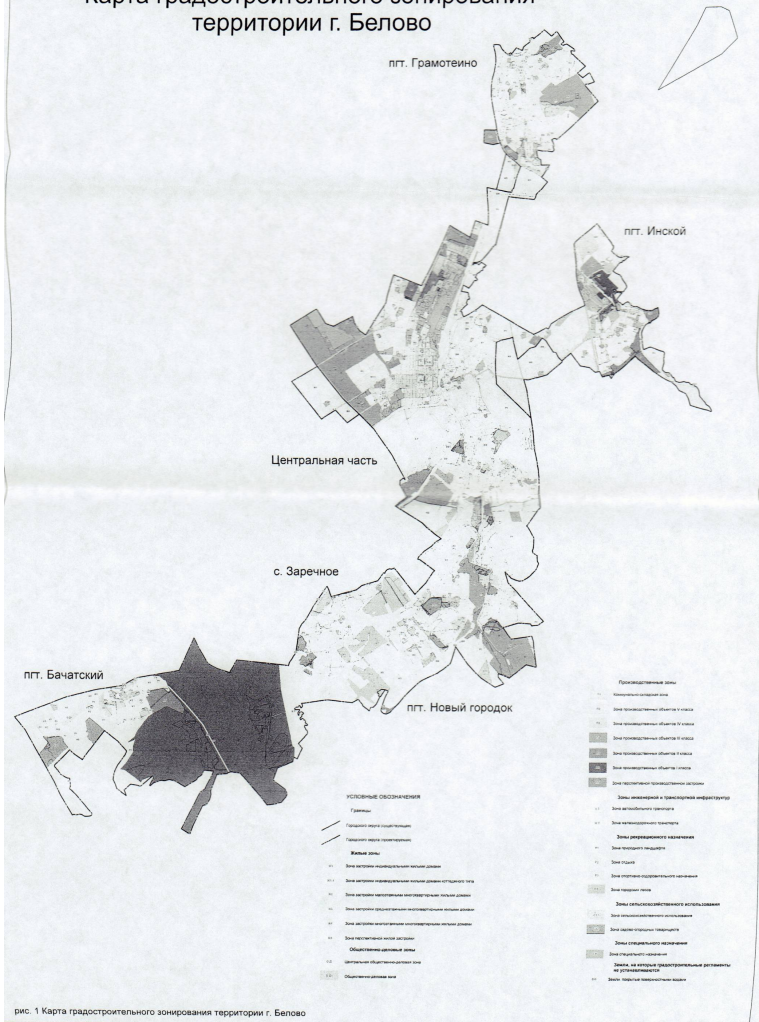 Карта градостроительного зонирования
территории г. Белово
пгт. Грамотеино
пгт. Инской
Центральная часть
с. Заречное
пгт. Бачатский
пгт. Новый городок
УСЛОВНЫЕ ОБОЗНАЧЕНИЯ
Границы
Городского округа существующие
Городского округа проектируемые
Жилые зоны
Зона застройки индивидуальными жилыми домами
Зона застройки индивидуальными жилыми домами коттеджного типа
Зона застройки малоэтажными многоквартирными жилыми домами
Зона застройки среднеэтажными многоквартирными жилыми домами
Зона застройки многоэтажными многоквартирными жилыми домами
Зона перспективной жилой застройки
Общественно-деловые зоны
Центральная общественно-деловая зона
Общественно-деловая зона
Производственные зоны
Коммунально-складская зона
Зона производственных объектов V класса
Зона производственных объектов IV класса
Зона производственных объектов III класса
Зона производственных объектов II класса
Зона производственных объектов I класса
Зона перспективной производственной застройки
Зоны инженерной и транспортной инфраструктур
Зона автомобильного транспорта
Зона железнодорожного транспорта
Зоны рекреационного назначения
Зона природного ландшафта
Зона отдыха
Зона спортивно-оздоровительного назначения
Зона городских лесов
Зоны сельскохозяйственного использования
Зона сельскохозяйственного использования
Зона садово-огородных товариществ
Зоны специального назначения
Зона специального назначения
Земли, на которые градостроительные регламенты
не устанавливаются
Земли, покрытые поверхностными водами
рис. 1 Карта градостроительного зонирования территории г. Белово